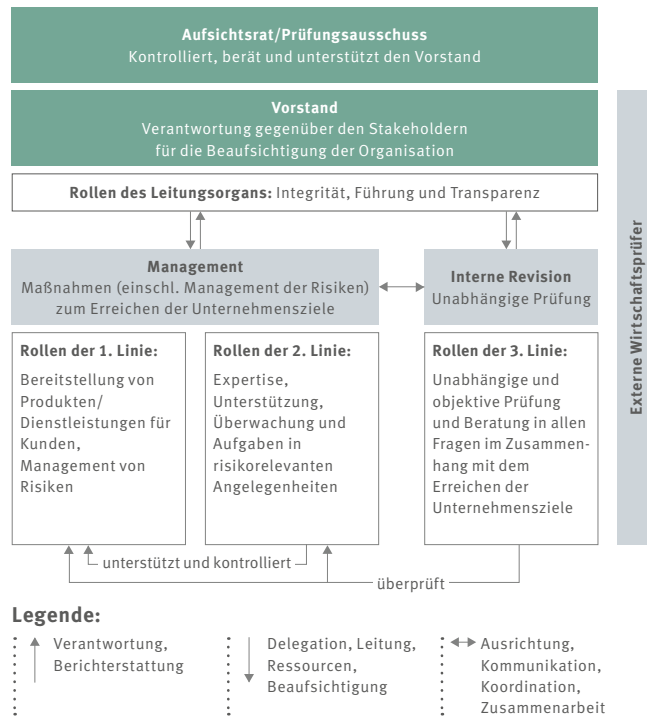 Aufsichtsrat/Prüfungsausschuss
Kontrolliert, berät und unterstützt den Vorstand
Vorstand
Verantwortung gegenüber den Stakeholdern
für die Beaufsichtigung der Organisation
Rollen des Leitungsorgans: Integrität, Führung und Transparenz
Management
Maßnahmen (einschl. Management der Risiken)
zum Erreichen der Unternehmensziele
Interne Revision
Unabhängige Prüfung
Externe Wirtschaftsprüfer
Rollen der 1. Linie:
Bereitstellung von
Produkten/
Dienstleistungen für
Kunden,
Management von
Risiken
Rollen der 2. Linie:
Expertise,
Unterstützung,
Überwachung und
Aufgaben in
risikorelevanten
Angelegenheiten
Rollen der 3. Linie:
Unabhängige und
objektive Prüfung
und Beratung in allen
Fragen im Zusammen-
hang mit dem
Erreichen der
Unternehmensziele
unterstützt und kontrolliert
überprüft
Legende:
Verantwortung,
Berichterstattung
Delegation, Leitung,
Ressourcen,
Beaufsichtigung
Ausrichtung,
Kommunikation,
Koordination,
Zusammenarbeit